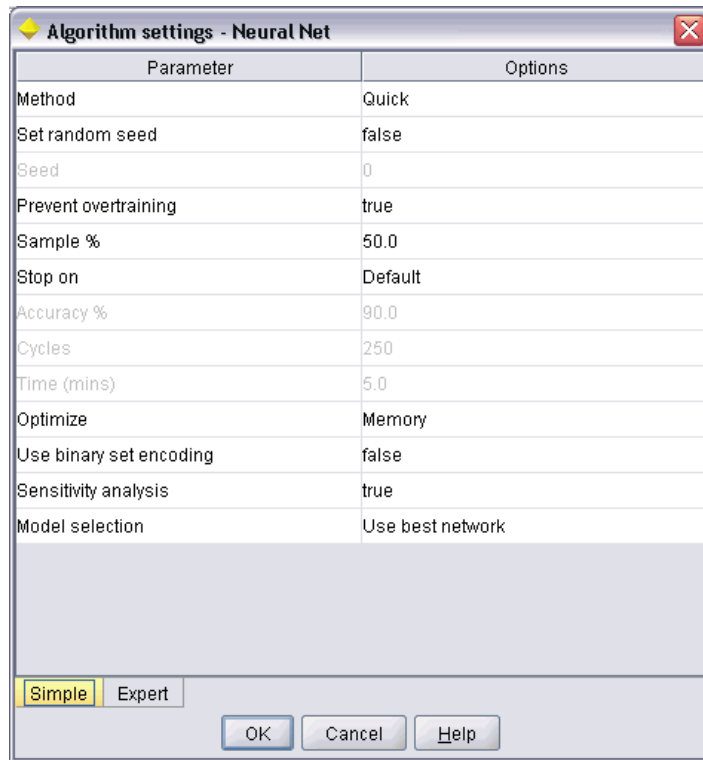 Algorithm settings - Neural Net
Parameter Options
Method Quick
Set random seed false
Seed 0
Prevent overtraining true
Sample % 50.0
Stop on Default
Accuracy % 90.0
Cycles 250
Time (mins) 5.0
Optimize Memory
Use binary set encoding false
Sensitivity analysis true
Model selection Use best network
Simple Expert
OK Cancel Help